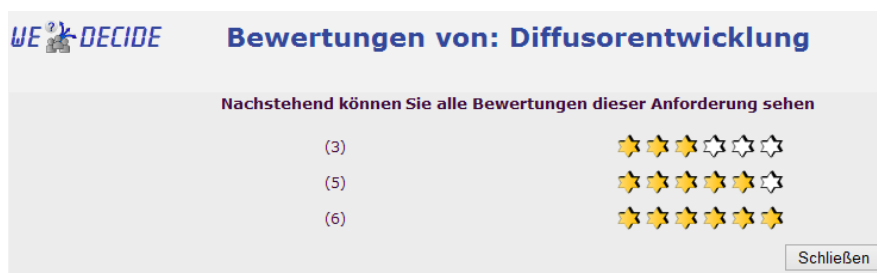 WE DECIDE
Bewertungen von: Diffusorentwicklung
Nachstehend können Sie alle Bewertungen dieser Anforderung sehen
(3)
(5)
(6)
Schließen